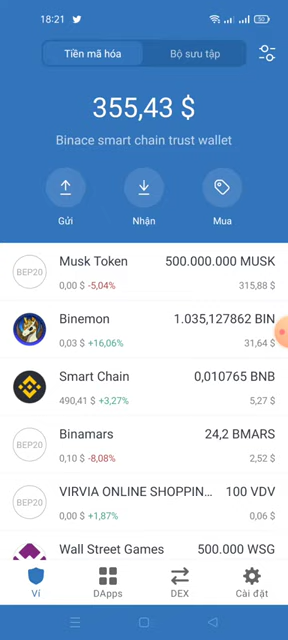 18:21
50
Tiền mã hóa
Bộ sưu tập
355,43 $
Binace smart chain trust wallet
Gửi
Nhận
Mua
BEP20
Musk Token
500.000.000 MUSK
0,00 $ -5,04%
315,88 $
Binemon
1.035,127862 BIN
0,03 $ +16,06%
31,64 $
Smart Chain
0,010765 BNB
490,41 $ +3,27%
5,27 $
BEP20
Binamars
24,2 BMARS
0,10 $ -8,08%
2,52 $
BEP20
VIRVIA ONLINE SHOPPIN...
100 VDV
0,00 $ +1,87%
0,06 $
Wall Street Games
500.000 WSG
Ví
DApps
DEX
Cài đặt